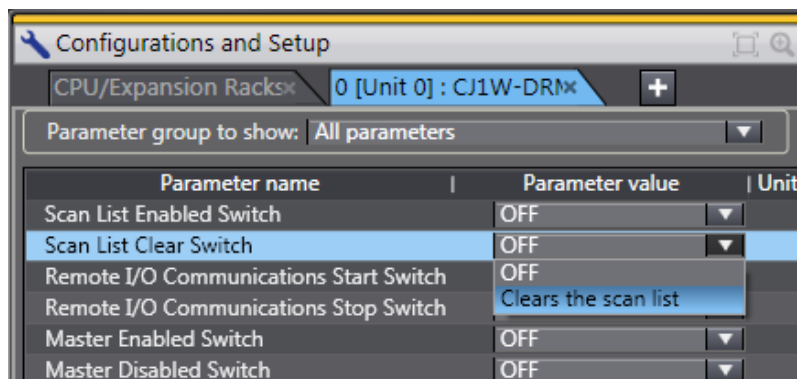 Configurations and Setup
CPU/Expansion Racks 0 [Unit 0] : CJ1W-DRM
Parameter group to show: All parameters
Parameter name | Parameter value | Unit
Scan List Enabled Switch OFF
Scan List Clear Switch OFF
OFF
Remote I/O Communications Start Switch
Clears the scan list
Remote I/O Communications Stop Switch
Master Enabled Switch OFF
Master Disabled Switch OFF